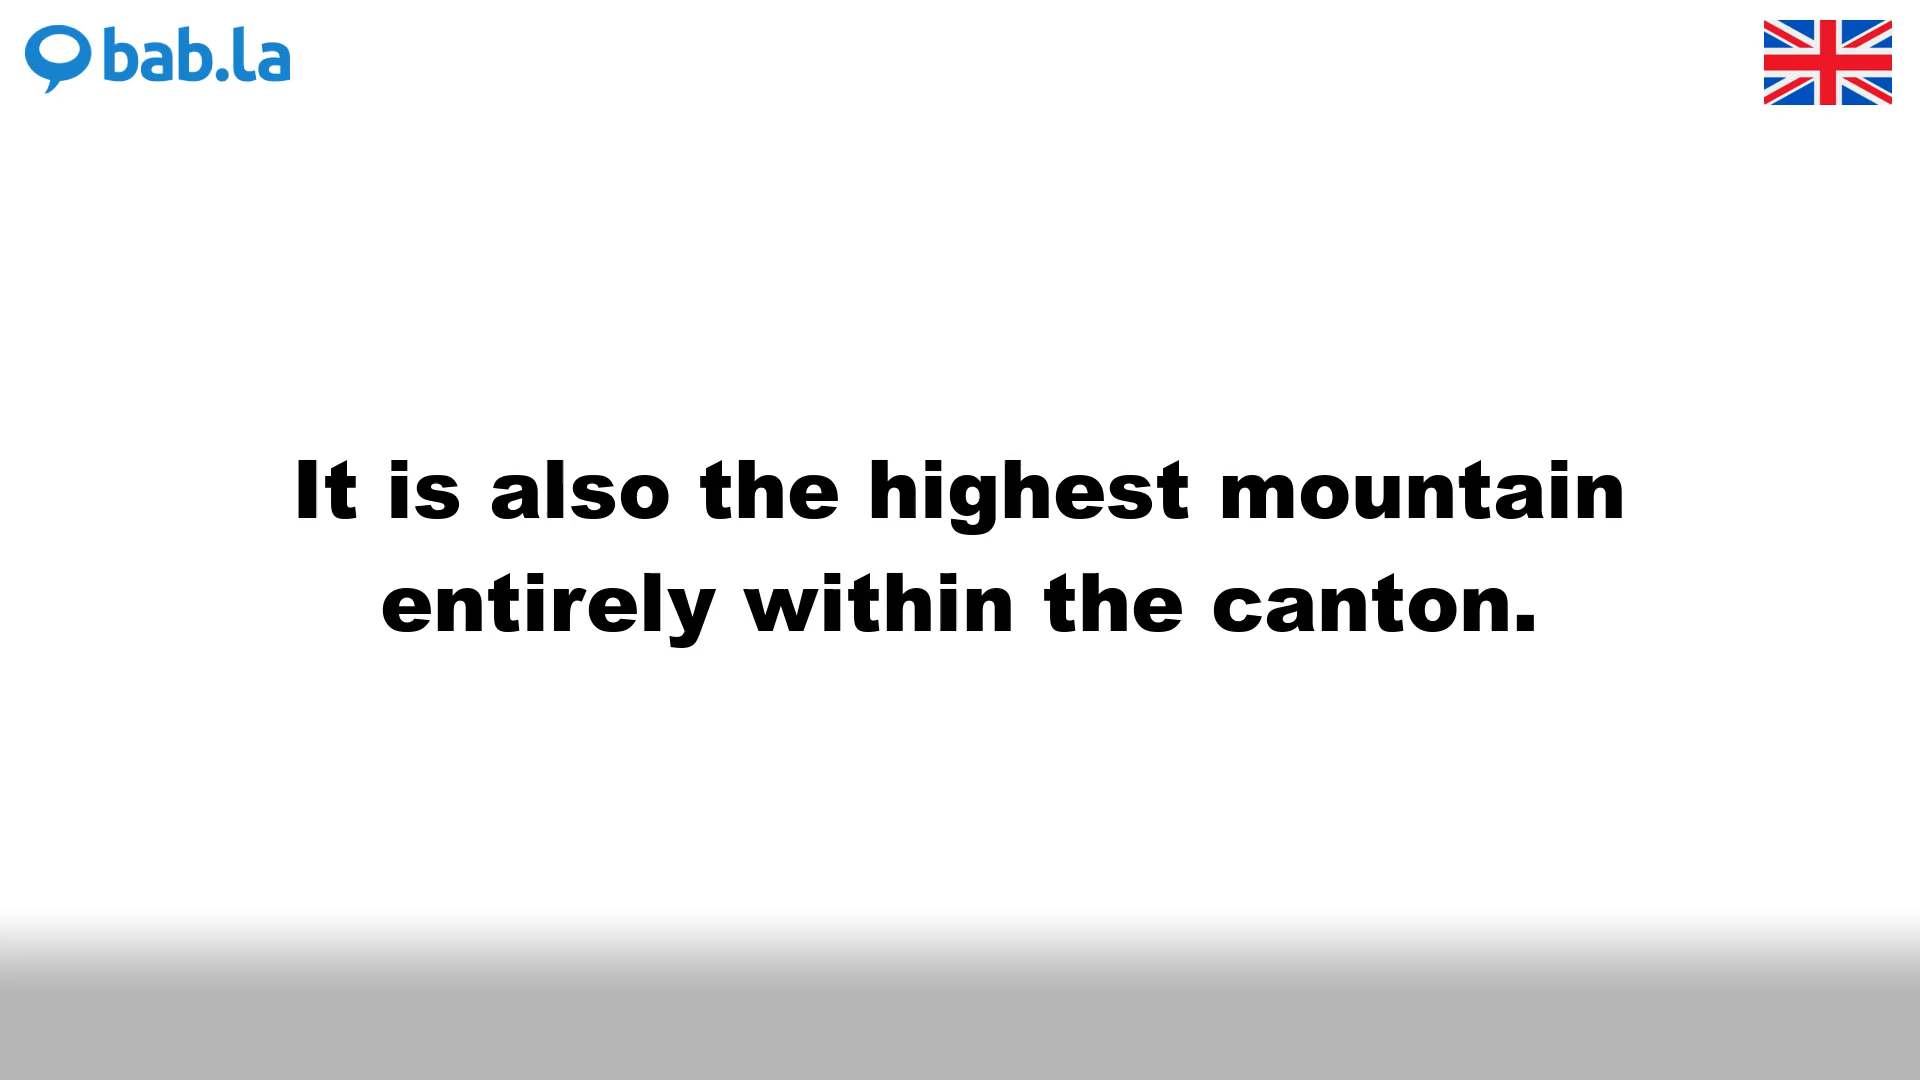 bab.la
It is also the highest mountain
entirely within the canton.